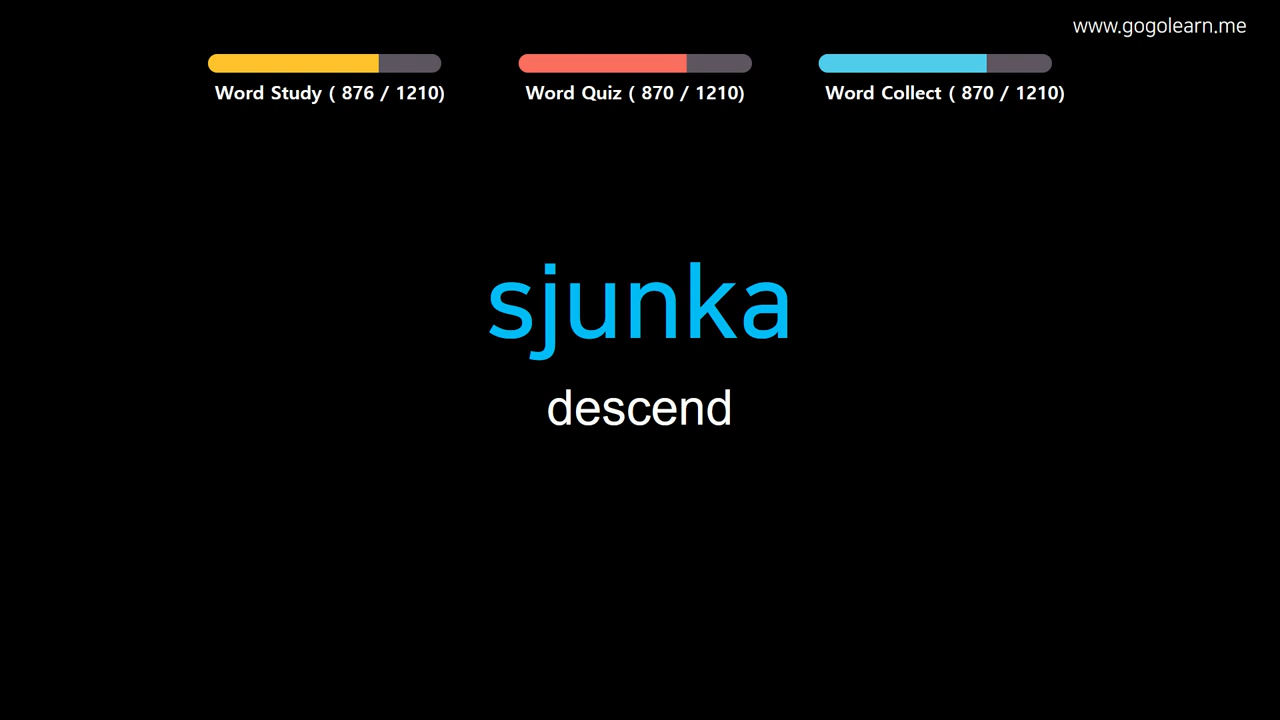 www.gogolearn.me
Word Study ( 876 / 1210)
Word Quiz ( 870 / 1210)
Word Collect ( 870 / 1210)
sjunka
descend